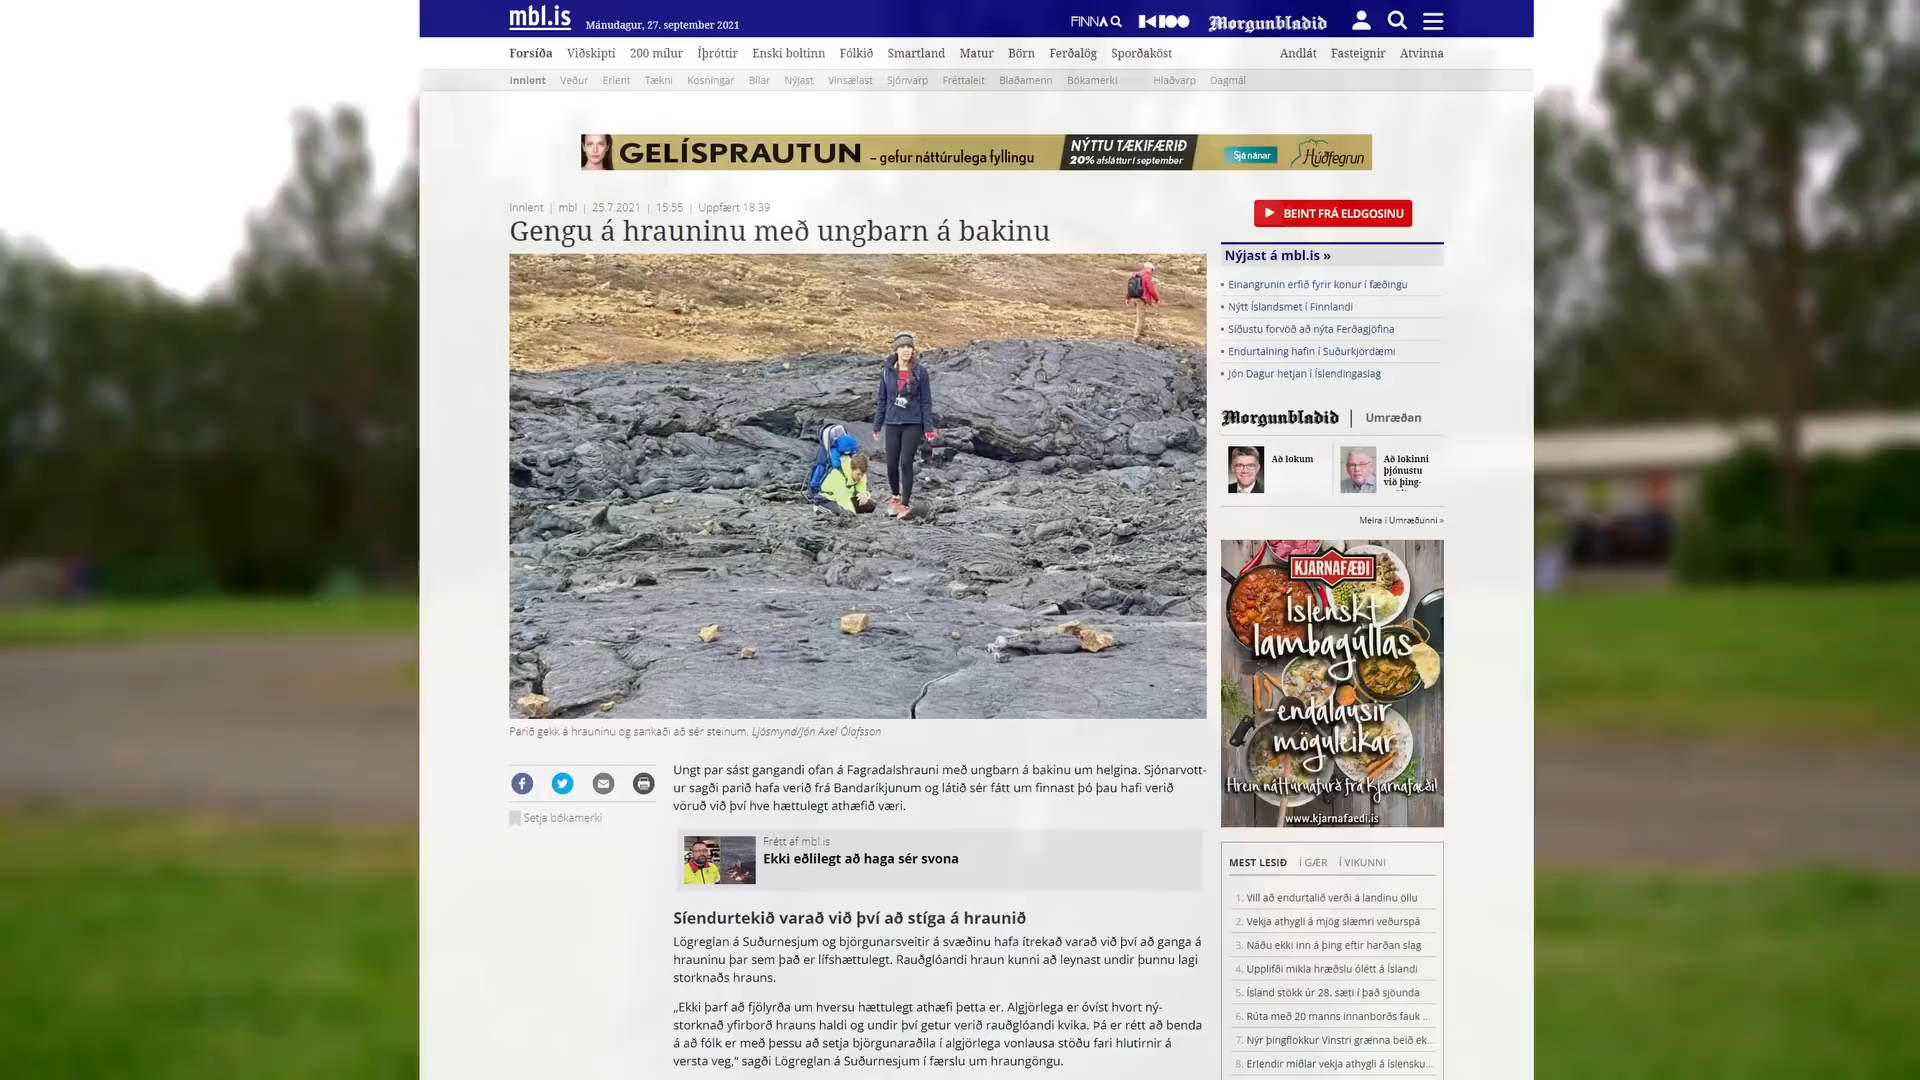 mbl.is
Mánudagur, 27. september 2021
FINNA
K100
Morgunblaðið
Forsíða Viðskipti 200 mílur Íþróttir Enski boltinn Fólkið Smartland Matur Börn Ferðalög Sporðaköst Andlát Fasteignir Atvinna
Innlent Veður Erlent Tækni Kosningar Bílar Nýjast Vinsælast Sjónvarp Fréttaleit Blaðamenn Bókamerki Hlaðvarp Dagmál
GELÍSPRAUTUN – gefur náttúrulega fyllingu
NÝTTU TÆKIFÆRIÐ
20% afsláttur í september
Sjá nánar
Húðfegrun
Innlent | mbl | 25.7.2021 | 15:55 | Uppfært 18:39
Gengu á hrauninu með ungbarn á bakinu
Parið gekk á hrauninu og sankaði að sér steinum. Ljósmynd/Jón Axel Ólafsson
Setja bókamerki
Ungt par sást gangandi ofan á Fagradalshrauni með ungbarn á bakinu um helgina. Sjónarvott-
ur sagði parið hafa verið frá Bandaríkjunum og látið sér fátt um finnast þó þau hafi verið
vöruð við því hve hættulegt athæfið væri.
Frétt af mbl.is
Ekki eðlilegt að haga sér svona
Síendurtekið varað við því að stíga á hraunið
Lögreglan á Suðurnesjum og björgunarsveitir á svæðinu hafa ítrekað varað við því að ganga á
hrauninu þar sem það er lífshættulegt. Rauðglóandi hraun kunni að leynast undir þunnu lagi
storknaðs hrauns.
„Ekki þarf að fjölyrða um hversu hættulegt athæfi þetta er. Algjörlega er óvíst hvort ný-
storknað yfirborð hrauns haldi og undir því getur verið rauðglóandi kvika. Þá er rétt að benda
á að fólk er með þessu að setja björgunaraðila í algjörlega vonlausa stöðu fari hlutirnir á
versta veg,“ sagði Lögreglan á Suðurnesjum í færslu um hraungöngu.
BEINT FRÁ ELDGOSINU
Nýjast á mbl.is »
Einangrunin erfið fyrir konur í fæðingu
Nýtt Íslandsmet í Finnlandi
Síðustu forvöð að nýta Ferðagjöfina
Endurtalning hafin í Suðurkjördæmi
Jón Dagur hetjan í Íslendingaslag
Morgunblaðið | Umræðan
Að lokum
Að lokinni
þjónustu
við þing-
Meira í Umræðunni »
KJARNAFÆÐI
Íslenskt
lambagúllas
-endalausir
möguleikar
Hrein náttúruafurð frá Kjarnafæði!
www.kjarnafaedi.is
MEST LESIÐ Í GÆR Í VIKUNNI
1. Vill að endurtalið verði á landinu öllu
2. Vekja athygli á mjög slæmri veðurspá
3. Náðu ekki inn á þing eftir harðan slag
4. Upplifði mikla hræðslu ólétt á Íslandi
5. Ísland stökk úr 28. sæti í það sjöunda
6. Rúta með 20 manns innanborðs fauk ...
7. Nýr þingflokkur Vinstri grænna beið ek...
8. Erlendir miðlar vekja athygli á íslensku...